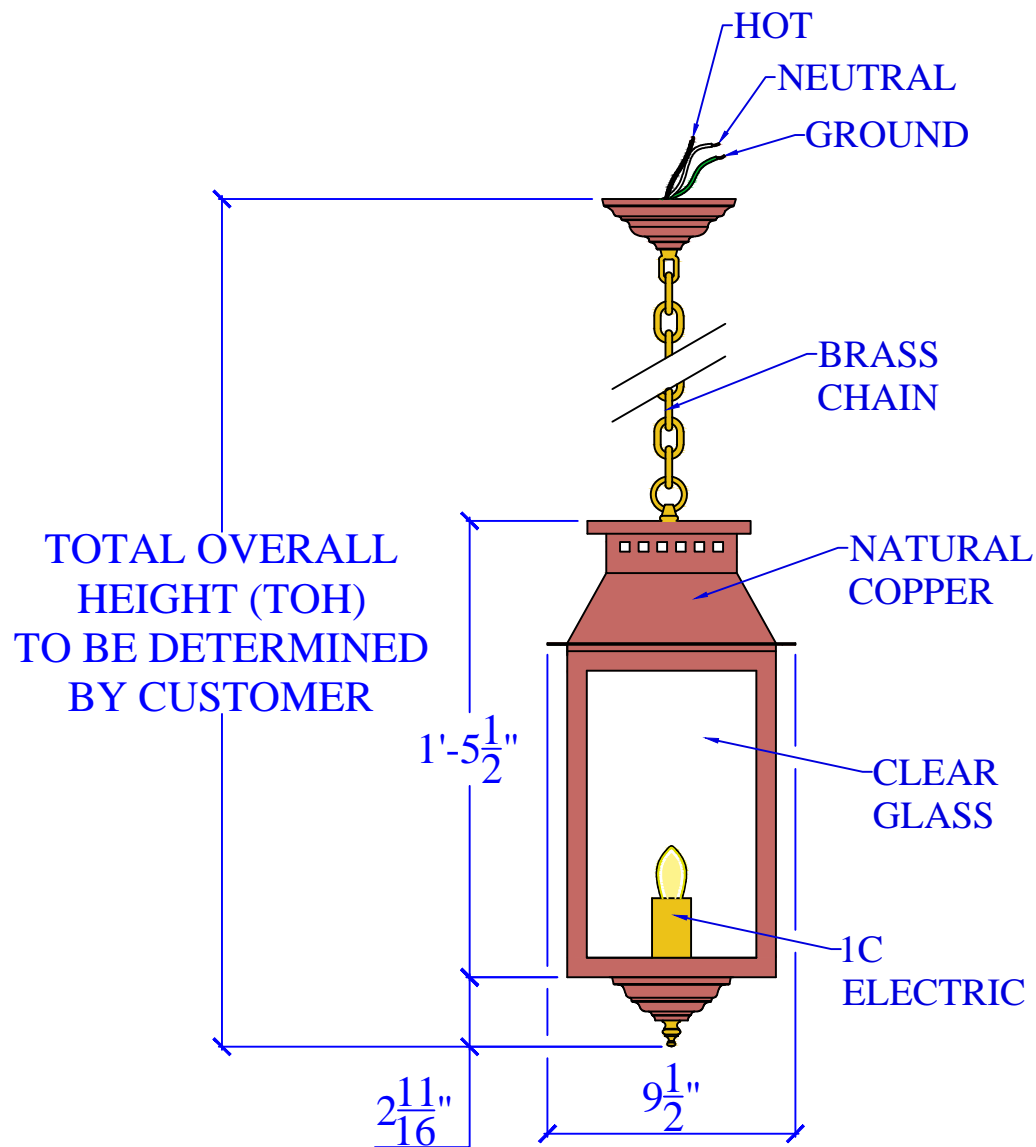 HOT
NEUTRAL
GROUND
BRASS
CHAIN
TOTAL OVERALL
HEIGHT (TOH)
TO BE DETERMINED
BY CUSTOMER
NATURAL
COPPER
1'-5 1/2"
CLEAR
GLASS
1C
ELECTRIC
2 11/16"
9 1/2"